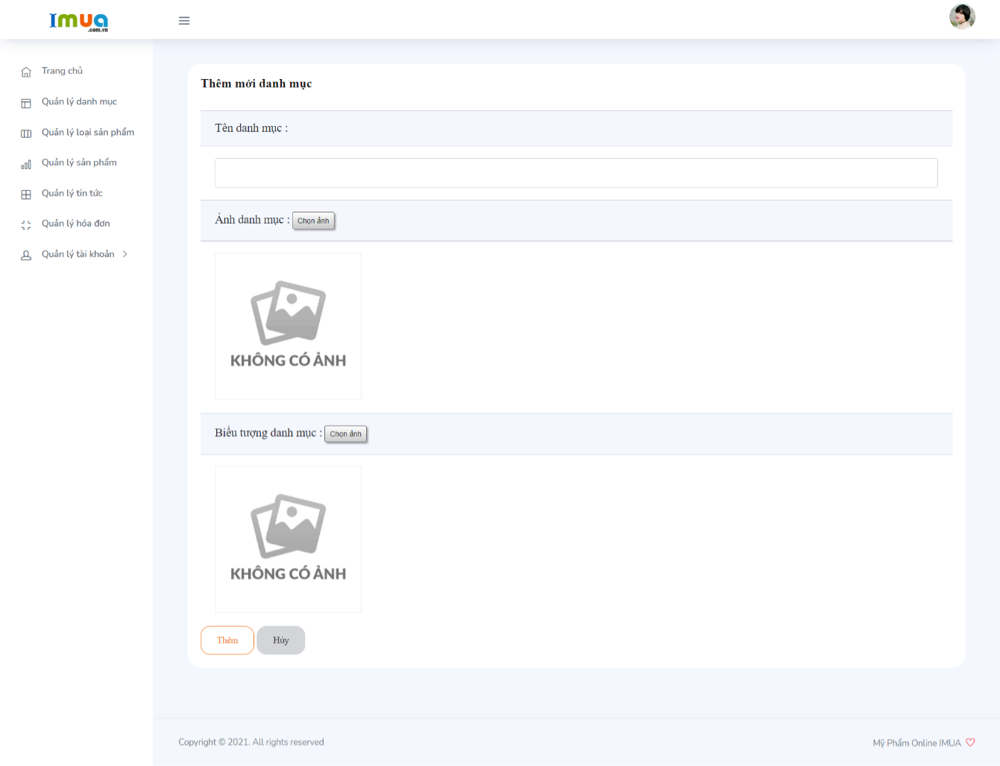 Imua
.com.vn
Trang chủ
Quản lý danh mục
Quản lý loại sản phẩm
Quản lý sản phẩm
Quản lý tin tức
Quản lý hóa đơn
Quản lý tài khoản
Thêm mới danh mục
Tên danh mục :
Ảnh danh mục : Chọn ảnh
KHÔNG CÓ ẢNH
Biểu tượng danh mục : Chọn ảnh
KHÔNG CÓ ẢNH
Thêm Hủy
Copyright © 2021. All rights reserved
Mỹ Phẩm Online IMUA